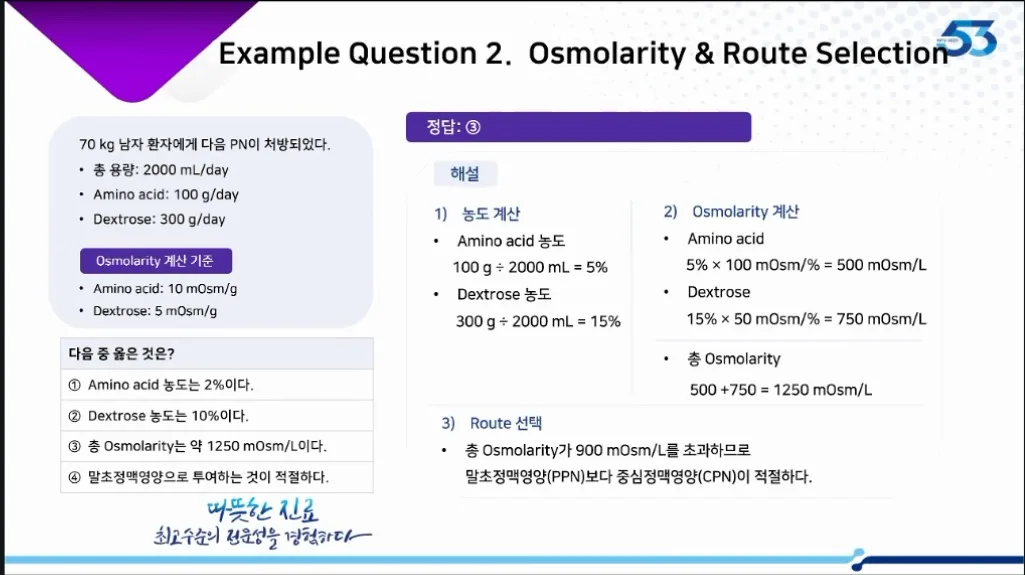 53
Example Question 2. Osmolarity & Route Selection
70 kg 남자 환자에게 다음 PN이 처방되었다.
• 총 용량: 2000 mL/day
• Amino acid: 100 g/day
• Dextrose: 300 g/day
Osmolarity 계산 기준
• Amino acid: 10 mOsm/g
• Dextrose: 5 mOsm/g
다음 중 옳은 것은?
① Amino acid 농도는 2%이다.
② Dextrose 농도는 10%이다.
③ 총 Osmolarity는 약 1250 mOsm/L이다.
④ 말초정맥영양으로 투여하는 것이 적절하다.
따뜻한 진료
최고수준의 전문성을 경험하다
정답: ③
해설
1) 농도 계산
• Amino acid 농도
100 g ÷ 2000 mL = 5%
• Dextrose 농도
300 g ÷ 2000 mL = 15%
2) Osmolarity 계산
• Amino acid
5% × 100 mOsm/% = 500 mOsm/L
• Dextrose
15% × 50 mOsm/% = 750 mOsm/L
• 총 Osmolarity
500 +750 = 1250 mOsm/L
3) Route 선택
• 총 Osmolarity가 900 mOsm/L를 초과하므로
말초정맥영양(PPN)보다 중심정맥영양(CPN)이 적절하다.